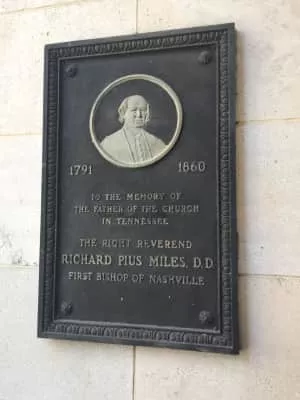 1791 1860
TO THE MEMORY OF
THE FATHER OF THE CHURCH
IN TENNESSEE
THE RIGHT REVEREND
RICHARD PIUS MILES, D.D.
FIRST BISHOP OF NASHVILLE